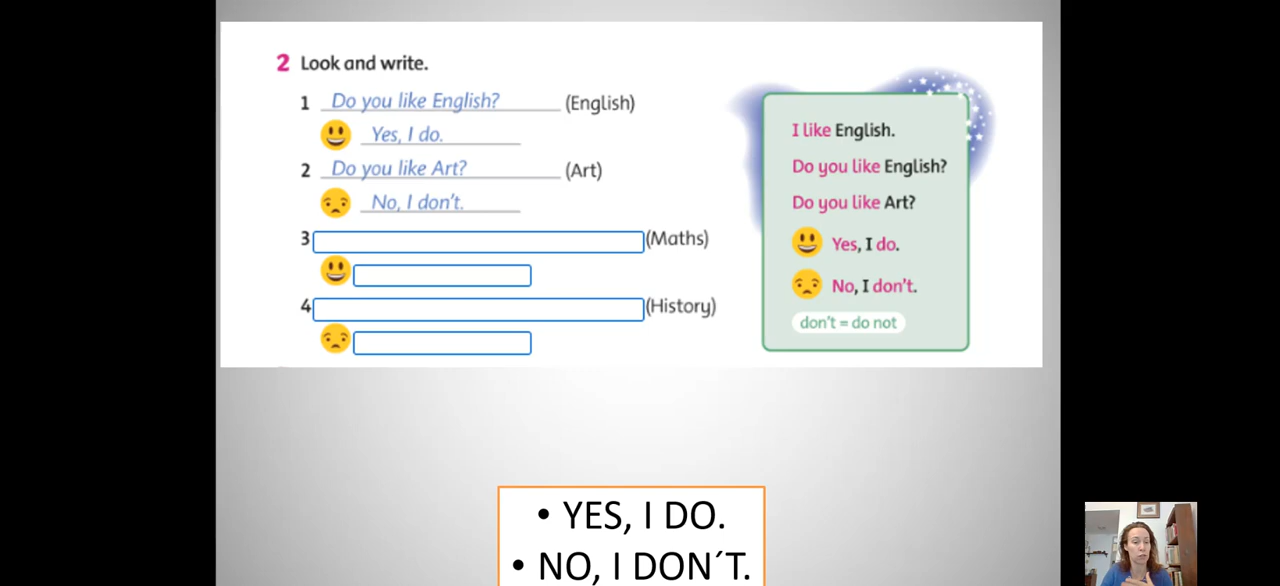 2 Look and write.
1 Do you like English? (English)
Yes, I do.
2 Do you like Art? (Art)
No, I don't.
3 (Maths)
4 (History)
I like English.
Do you like English?
Do you like Art?
Yes, I do.
No, I don't.
don't = do not
• YES, I DO.
• NO, I DON´T.